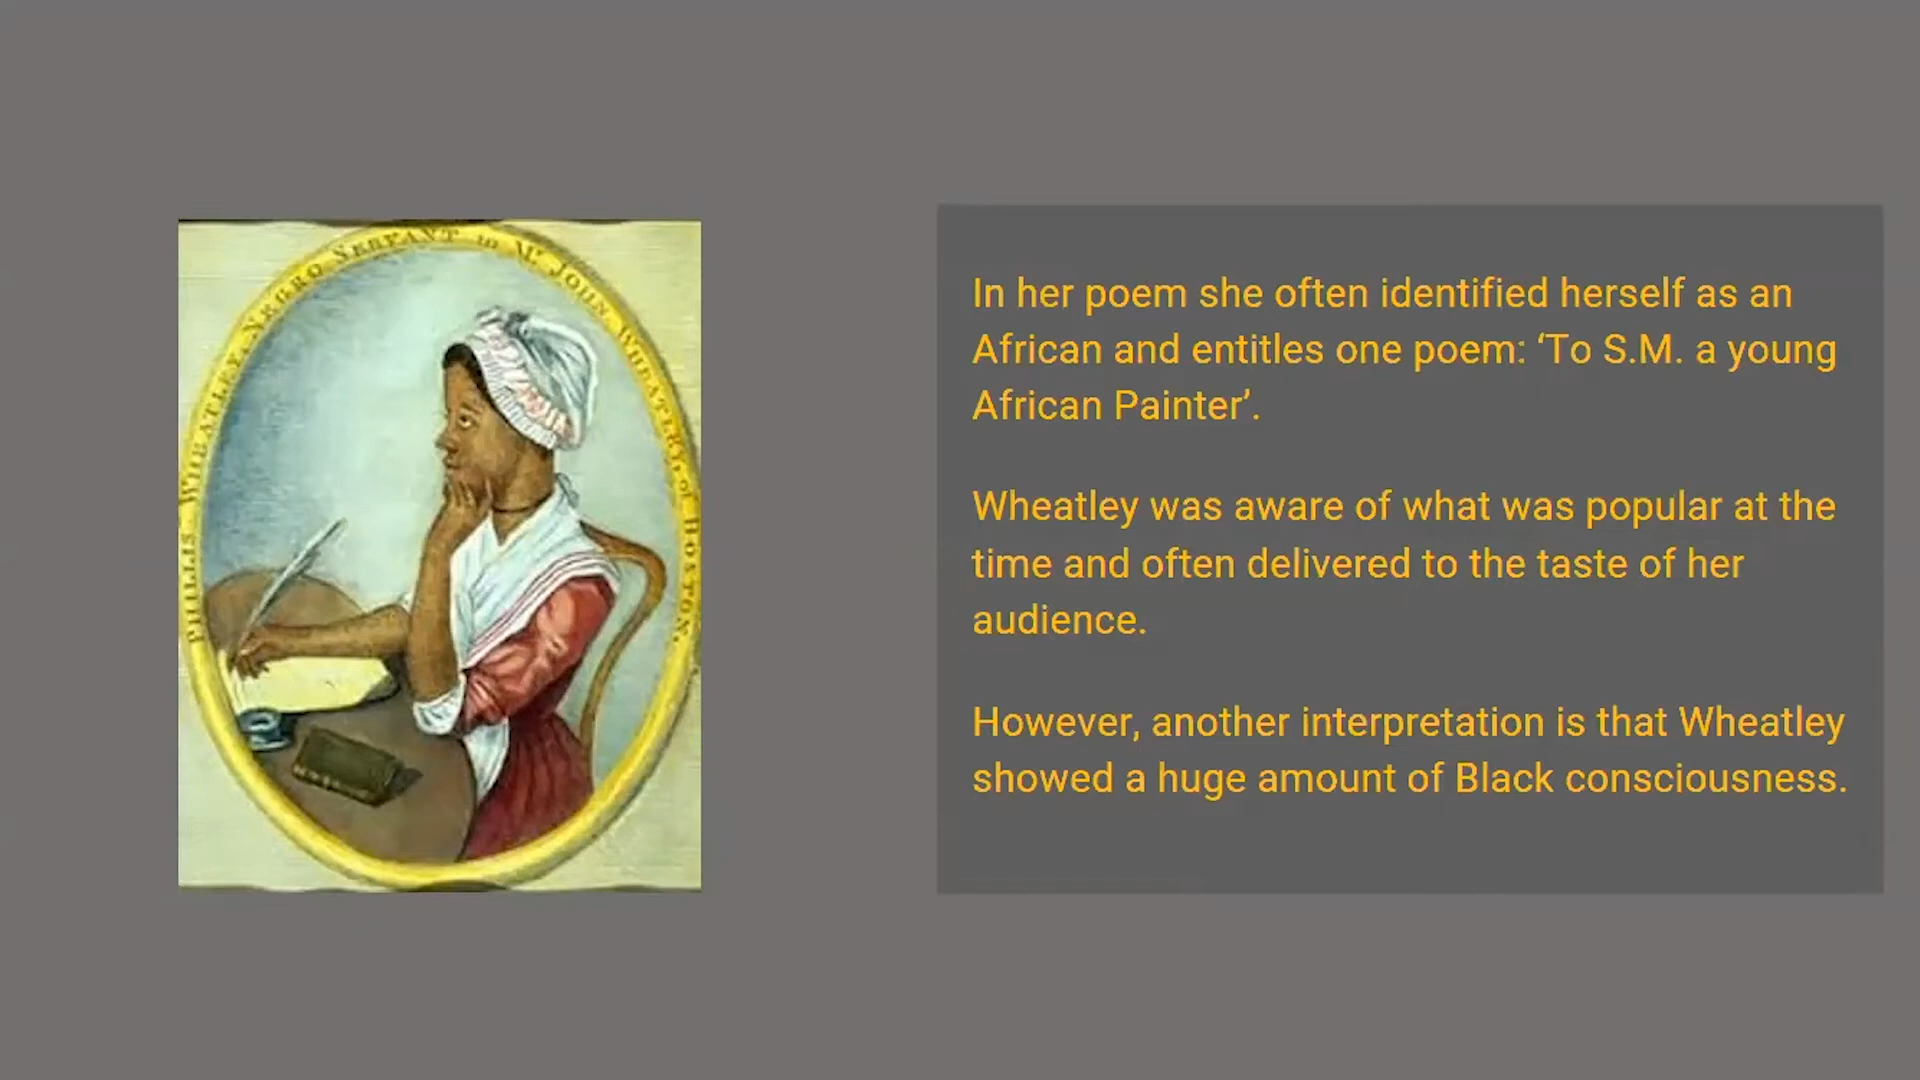 PHILLIS WHEATLEY, NEGRO SERVANT to Mr. JOHN WHEATLEY, of BOSTON.
In her poem she often identified herself as an
African and entitles one poem: ‘To S.M. a young
African Painter’.
Wheatley was aware of what was popular at the
time and often delivered to the taste of her
audience.
However, another interpretation is that Wheatley
showed a huge amount of Black consciousness.